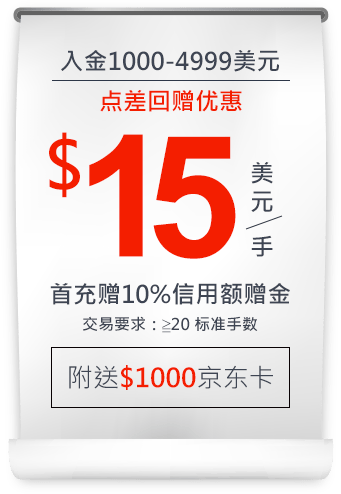 入金1000-4999美元
点差回赠优惠
$15美元/手
首充赠10%信用额赠金
交易要求：≧20 标准手数
附送$1000京东卡